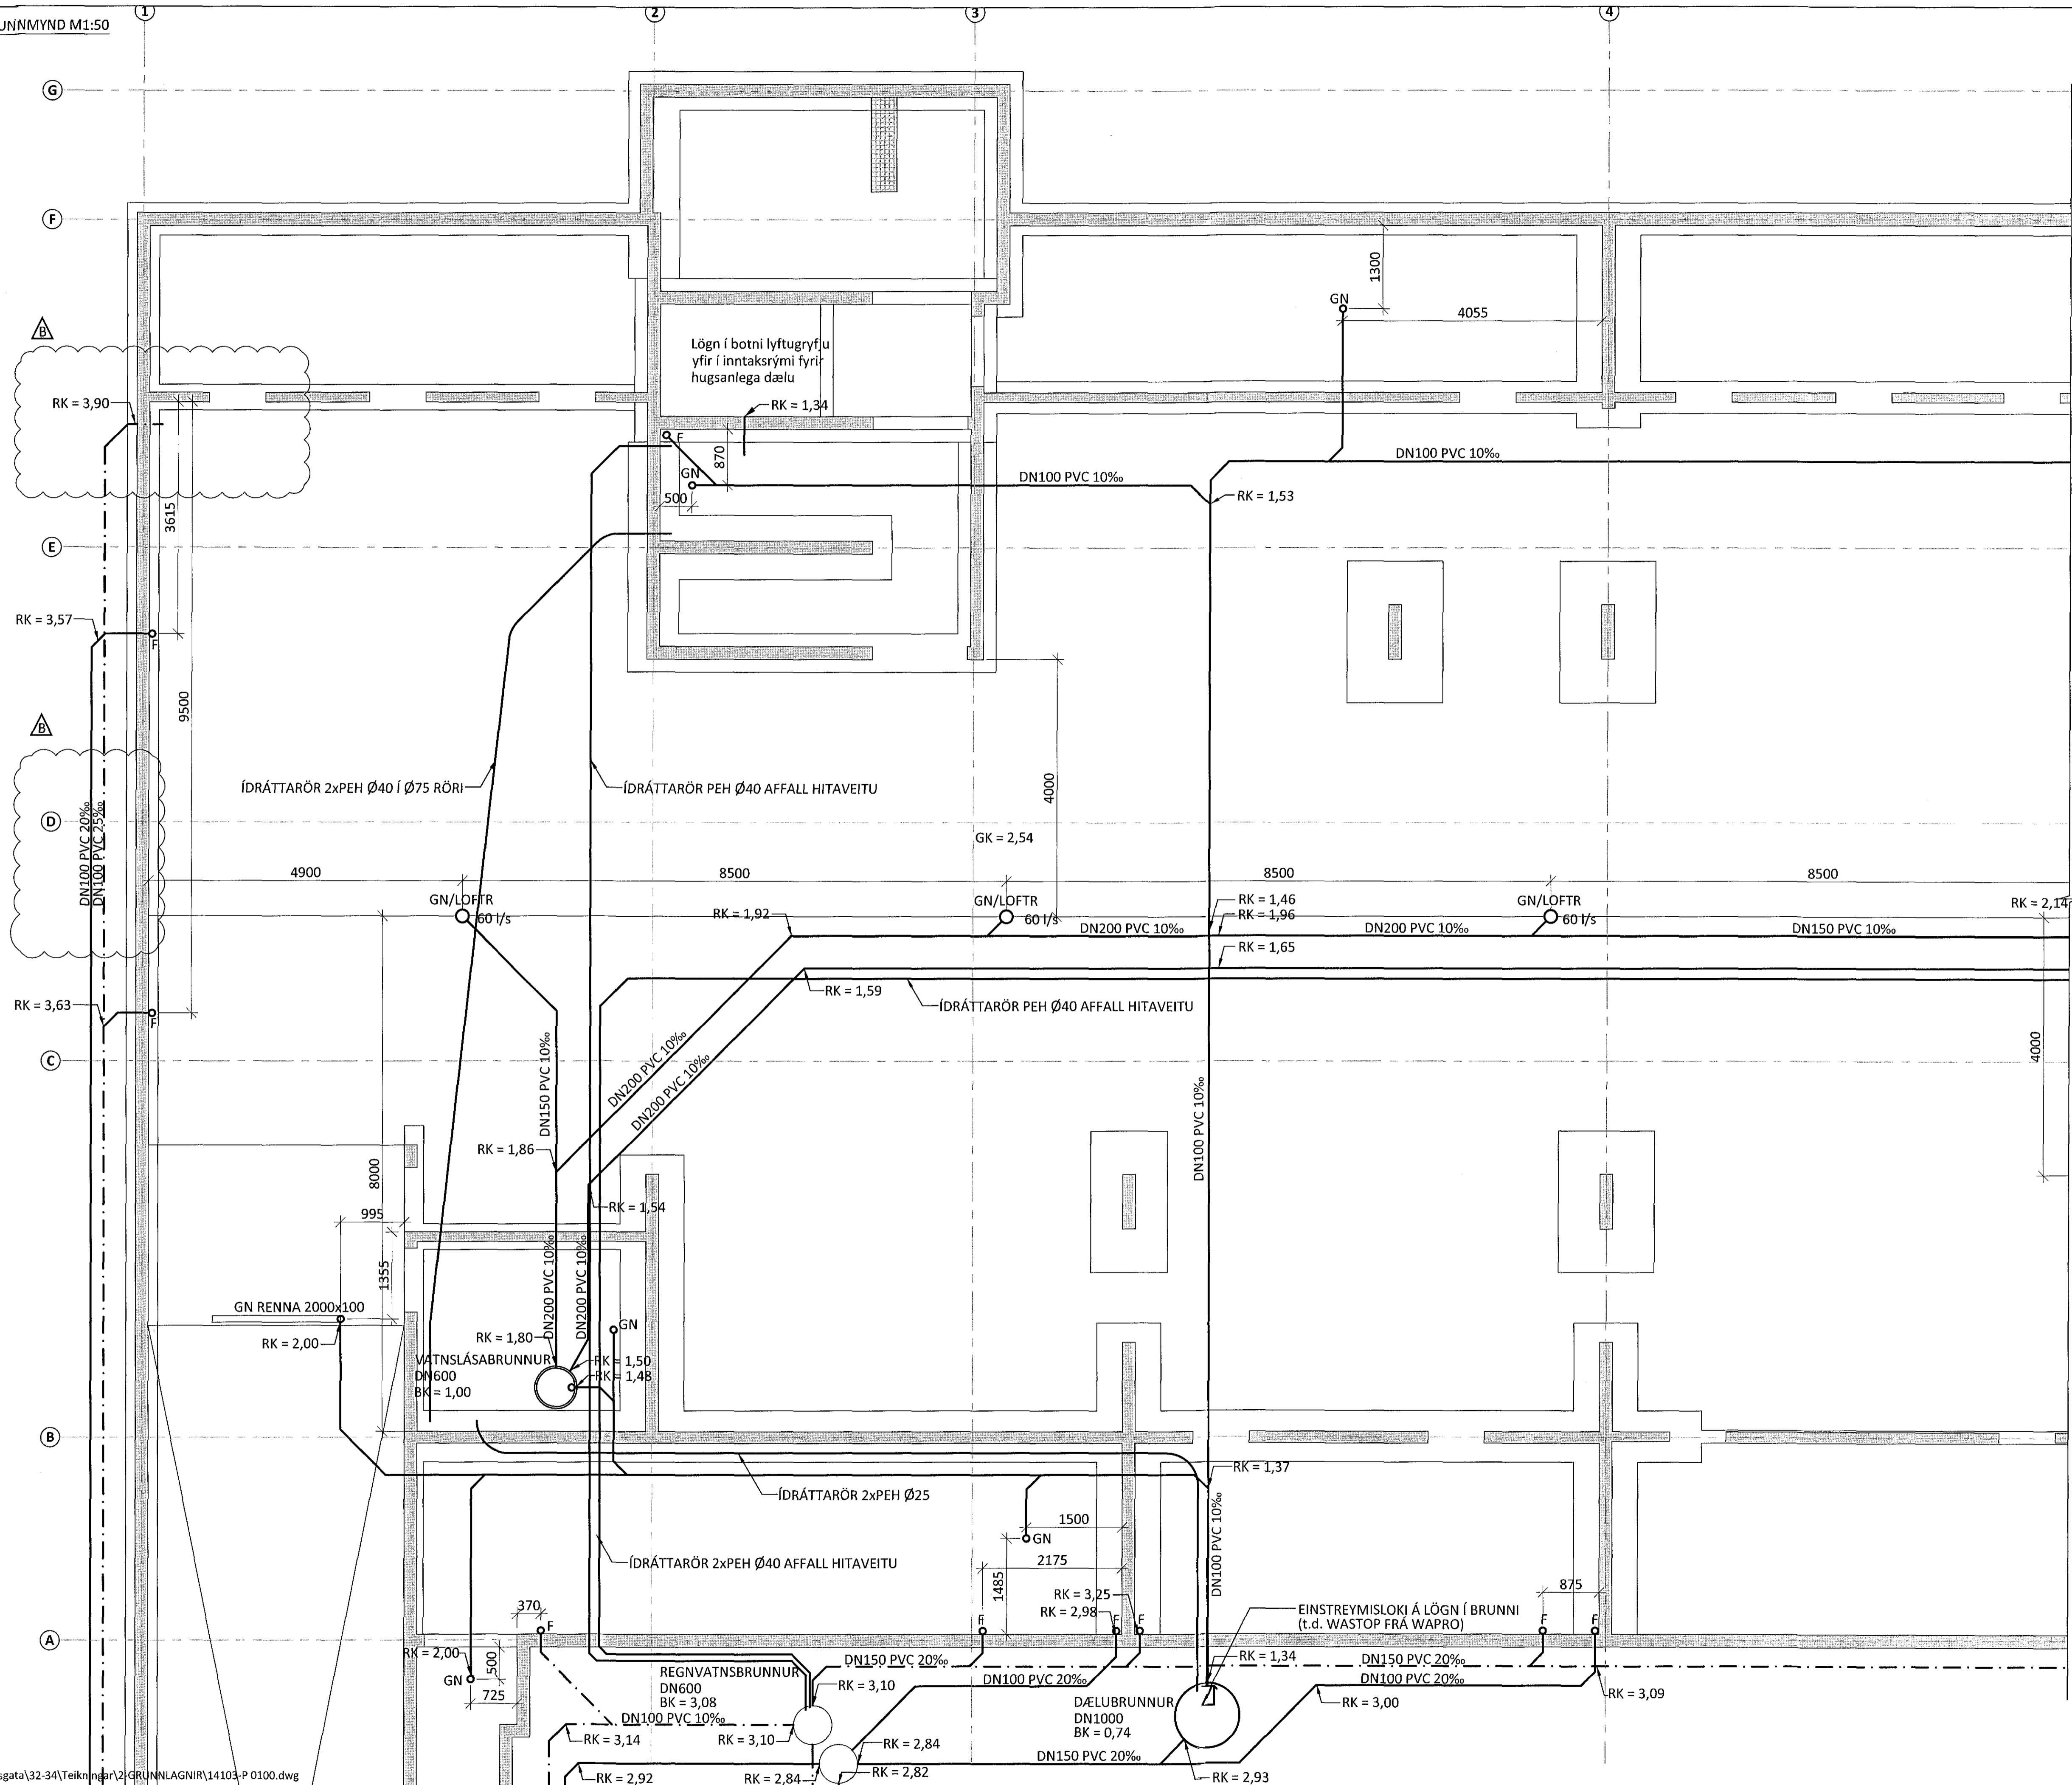 UNNMYND M1:50
1
2
3
4
G
F
1300
GN
4055
B
Lögn í botni lyftugryfju
yfir í inntaksrými fyrir
hugsanlega dælu
RK = 3,90
RK = 1,34
F
870
GN
500
DN100 PVC 10‰
DN100 PVC 10‰
RK = 1,53
3615
E
RK = 3,57
F
9500
B
ÍDRÁTTARÖR 2xPEH Ø40 Í Ø75 RÖRI
ÍDRÁTTARÖR PEH Ø40 AFFALL HITAVEITU
4000
D
DN100 PVC 20‰
DN100 PVC 25‰
GK = 2,54
4900
8500
8500
8500
GN/LOFTR
60 l/s
RK = 1,92
GN/LOFTR
60 l/s
RK = 1,46
RK = 1,96
GN/LOFTR
60 l/s
RK = 2,14
DN200 PVC 10‰
DN200 PVC 10‰
DN150 PVC 10‰
RK = 1,65
RK = 1,59
ÍDRÁTTARÖR PEH Ø40 AFFALL HITAVEITU
RK = 3,63
F
C
DN150 PVC 10‰
DN200 PVC 10‰
DN200 PVC 10‰
DN100 PVC 10‰
4000
RK = 1,86
8000
RK = 1,54
995
1355
DN200 PVC 10‰
DN200 PVC 10‰
GN RENNA 2000x100
RK = 2,00
GN
RK = 1,80
VATNSLÁSABRUNNUR
DN600
BK = 1,00
RK = 1,50
RK = 1,48
B
RK = 1,37
ÍDRÁTTARÖR 2xPEH Ø25
DN100 PVC 10‰
1500
GN
ÍDRÁTTARÖR 2xPEH Ø40 AFFALL HITAVEITU
2175
1485
RK = 3,25
RK = 2,98
875
370
F
F
F
F
F
F
EINSTREYMISLOKI Á LÖGN Í BRUNNI
(t.d. WASTOP FRÁ WAPRO)
A
RK = 2,00
500
GN
725
REGNVATNSBRUNNUR
DN600
BK = 3,08
DN150 PVC 20‰
RK = 3,10
DN100 PVC 20‰
RK = 1,34
DN150 PVC 20‰
DN100 PVC 20‰
RK = 3,09
RK = 3,00
DÆLUBRUNNUR
DN1000
BK = 0,74
DN100 PVC 10‰
RK = 3,14
RK = 3,10
RK = 2,84
DN150 PVC 20‰
RK = 2,92
RK = 2,84
RK = 2,82
RK = 2,93
sgata\32-34\Teikningar\2-GRUNNLAGNIR\14103-P 0100.dwg